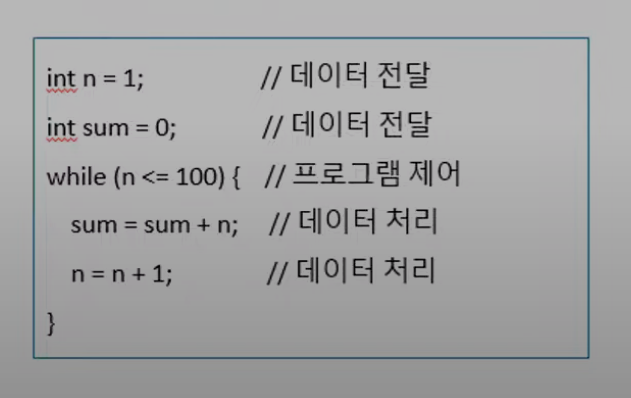 int n = 1; // 데이터 전달
int sum = 0; // 데이터 전달
while (n <= 100) { // 프로그램 제어
sum = sum + n; // 데이터 처리
n = n + 1; // 데이터 처리
}